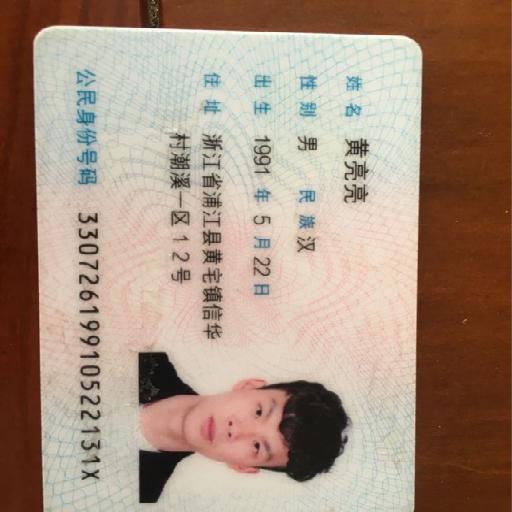 姓名 黄亮亮
性别 男 民族 汉
出生 1991 年 5 月 22 日
住址 浙江省浦江县黄宅镇信华
村潮溪一区12号
公民身份号码 33072619910522131X